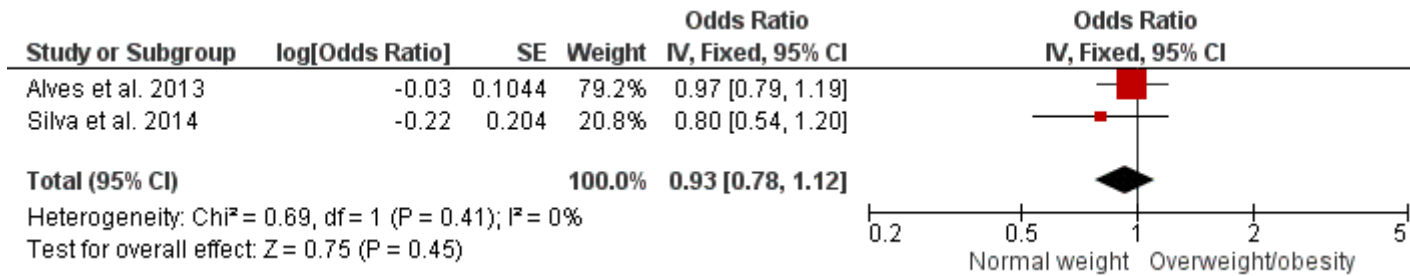 Odds Ratio Odds Ratio
Study or Subgroup log[Odds Ratio] SE Weight IV, Fixed, 95% CI IV, Fixed, 95% CI
Alves et al. 2013 -0.03 0.1044 79.2% 0.97 [0.79, 1.19]
Silva et al. 2014 -0.22 0.204 20.8% 0.80 [0.54, 1.20]
Total (95% CI) 100.0% 0.93 [0.78, 1.12]
Heterogeneity: Chi² = 0.69, df = 1 (P = 0.41); I² = 0%
Test for overall effect: Z = 0.75 (P = 0.45)
0.2 0.5 1 2 5
Normal weight Overweight/obesity